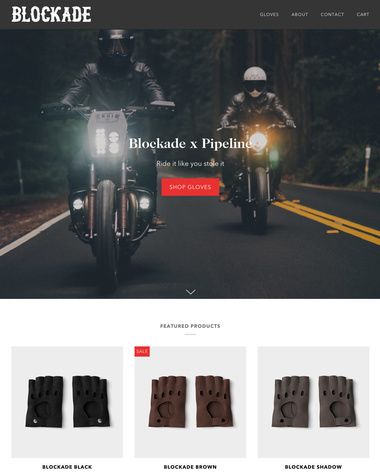 BLOCKADE
GLOVES ABOUT CONTACT CART
Blockade x Pipeline
Ride it like you stole it
SHOP GLOVES
FEATURED PRODUCTS
SALE
BLOCKADE BLACK
BLOCKADE BROWN
BLOCKADE SHADOW